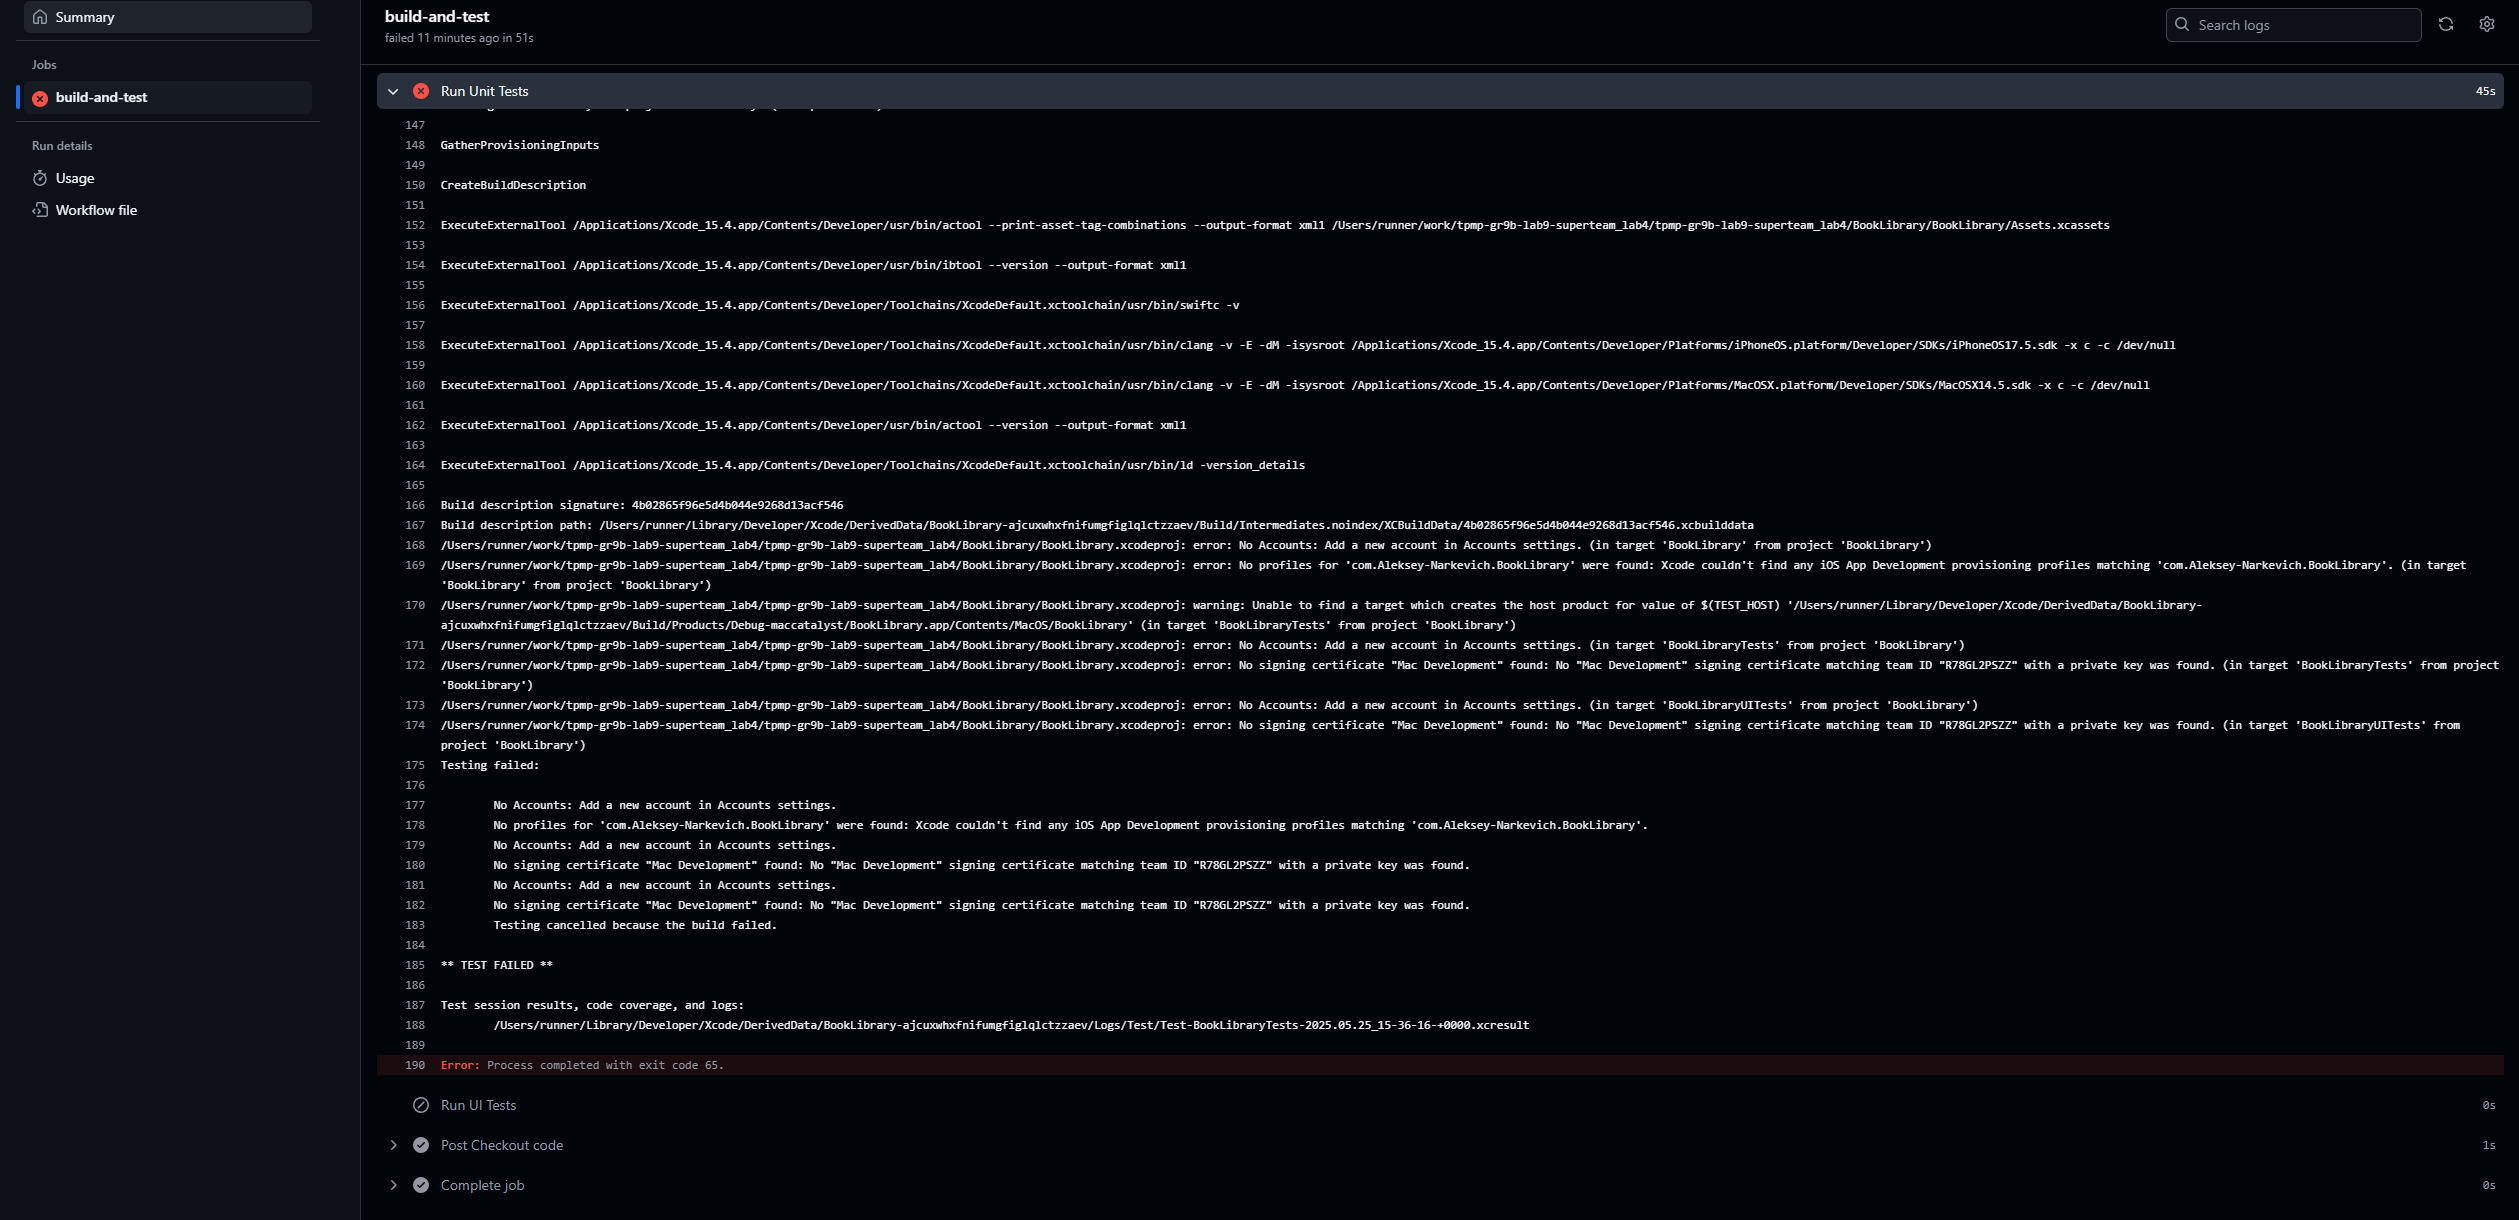 Summary
Jobs
build-and-test
Run details
Usage
Workflow file
build-and-test
failed 11 minutes ago in 51s
Search logs
Run Unit Tests
45s
147
148 GatherProvisioningInputs
149
150 CreateBuildDescription
151
152 ExecuteExternalTool /Applications/Xcode_15.4.app/Contents/Developer/usr/bin/actool --print-asset-tag-combinations --output-format xml1 /Users/runner/work/tpmp-gr9b-lab9-superteam_lab4/tpmp-gr9b-lab9-superteam_lab4/BookLibrary/BookLibrary/Assets.xcassets
153
154 ExecuteExternalTool /Applications/Xcode_15.4.app/Contents/Developer/usr/bin/ibtool --version --output-format xml1
155
156 ExecuteExternalTool /Applications/Xcode_15.4.app/Contents/Developer/Toolchains/XcodeDefault.xctoolchain/usr/bin/swiftc -v
157
158 ExecuteExternalTool /Applications/Xcode_15.4.app/Contents/Developer/Toolchains/XcodeDefault.xctoolchain/usr/bin/clang -v -E -dM -isysroot /Applications/Xcode_15.4.app/Contents/Developer/Platforms/iPhoneOS.platform/Developer/SDKs/iPhoneOS17.5.sdk -x c -c /dev/null
159
160 ExecuteExternalTool /Applications/Xcode_15.4.app/Contents/Developer/Toolchains/XcodeDefault.xctoolchain/usr/bin/clang -v -E -dM -isysroot /Applications/Xcode_15.4.app/Contents/Developer/Platforms/MacOSX.platform/Developer/SDKs/MacOSX14.5.sdk -x c -c /dev/null
161
162 ExecuteExternalTool /Applications/Xcode_15.4.app/Contents/Developer/usr/bin/actool --version --output-format xml1
163
164 ExecuteExternalTool /Applications/Xcode_15.4.app/Contents/Developer/Toolchains/XcodeDefault.xctoolchain/usr/bin/ld -version_details
165
166 Build description signature: 4b02865f96e5d4b044e9268d13acf546
167 Build description path: /Users/runner/Library/Developer/Xcode/DerivedData/BookLibrary-ajcuxwhxfnifumgfiglqlctzzaev/Build/Intermediates.noindex/XCBuildData/4b02865f96e5d4b044e9268d13acf546.xcbuilddata
168 /Users/runner/work/tpmp-gr9b-lab9-superteam_lab4/tpmp-gr9b-lab9-superteam_lab4/BookLibrary/BookLibrary.xcodeproj: error: No Accounts: Add a new account in Accounts settings. (in target 'BookLibrary' from project 'BookLibrary')
169 /Users/runner/work/tpmp-gr9b-lab9-superteam_lab4/tpmp-gr9b-lab9-superteam_lab4/BookLibrary/BookLibrary.xcodeproj: error: No profiles for 'com.Aleksey-Narkevich.BookLibrary' were found: Xcode couldn't find any iOS App Development provisioning profiles matching 'com.Aleksey-Narkevich.BookLibrary'. (in target
'BookLibrary' from project 'BookLibrary')
170 /Users/runner/work/tpmp-gr9b-lab9-superteam_lab4/tpmp-gr9b-lab9-superteam_lab4/BookLibrary/BookLibrary.xcodeproj: warning: Unable to find a target which creates the host product for value of $(TEST_HOST) '/Users/runner/Library/Developer/Xcode/DerivedData/BookLibrary-
ajcuxwhxfnifumgfiglqlctzzaev/Build/Products/Debug-maccatalyst/BookLibrary.app/Contents/MacOS/BookLibrary' (in target 'BookLibraryTests' from project 'BookLibrary')
171 /Users/runner/work/tpmp-gr9b-lab9-superteam_lab4/tpmp-gr9b-lab9-superteam_lab4/BookLibrary/BookLibrary.xcodeproj: error: No Accounts: Add a new account in Accounts settings. (in target 'BookLibraryTests' from project 'BookLibrary')
172 /Users/runner/work/tpmp-gr9b-lab9-superteam_lab4/tpmp-gr9b-lab9-superteam_lab4/BookLibrary/BookLibrary.xcodeproj: error: No signing certificate "Mac Development" found: No "Mac Development" signing certificate matching team ID "R78GL2PSZZ" with a private key was found. (in target 'BookLibraryTests' from project
'BookLibrary')
173 /Users/runner/work/tpmp-gr9b-lab9-superteam_lab4/tpmp-gr9b-lab9-superteam_lab4/BookLibrary/BookLibrary.xcodeproj: error: No Accounts: Add a new account in Accounts settings. (in target 'BookLibraryUITests' from project 'BookLibrary')
174 /Users/runner/work/tpmp-gr9b-lab9-superteam_lab4/tpmp-gr9b-lab9-superteam_lab4/BookLibrary/BookLibrary.xcodeproj: error: No signing certificate "Mac Development" found: No "Mac Development" signing certificate matching team ID "R78GL2PSZZ" with a private key was found. (in target 'BookLibraryUITests' from
project 'BookLibrary')
175 Testing failed:
176
177 No Accounts: Add a new account in Accounts settings.
178 No profiles for 'com.Aleksey-Narkevich.BookLibrary' were found: Xcode couldn't find any iOS App Development provisioning profiles matching 'com.Aleksey-Narkevich.BookLibrary'.
179 No Accounts: Add a new account in Accounts settings.
180 No signing certificate "Mac Development" found: No "Mac Development" signing certificate matching team ID "R78GL2PSZZ" with a private key was found.
181 No Accounts: Add a new account in Accounts settings.
182 No signing certificate "Mac Development" found: No "Mac Development" signing certificate matching team ID "R78GL2PSZZ" with a private key was found.
183 Testing cancelled because the build failed.
184
185 ** TEST FAILED **
186
187 Test session results, code coverage, and logs:
188 /Users/runner/Library/Developer/Xcode/DerivedData/BookLibrary-ajcuxwhxfnifumgfiglqlctzzaev/Logs/Test/Test-BookLibraryTests-2025.05.25_15-36-16-+0000.xcresult
189
190 Error: Process completed with exit code 65.
Run UI Tests
0s
Post Checkout code
1s
Complete job
0s